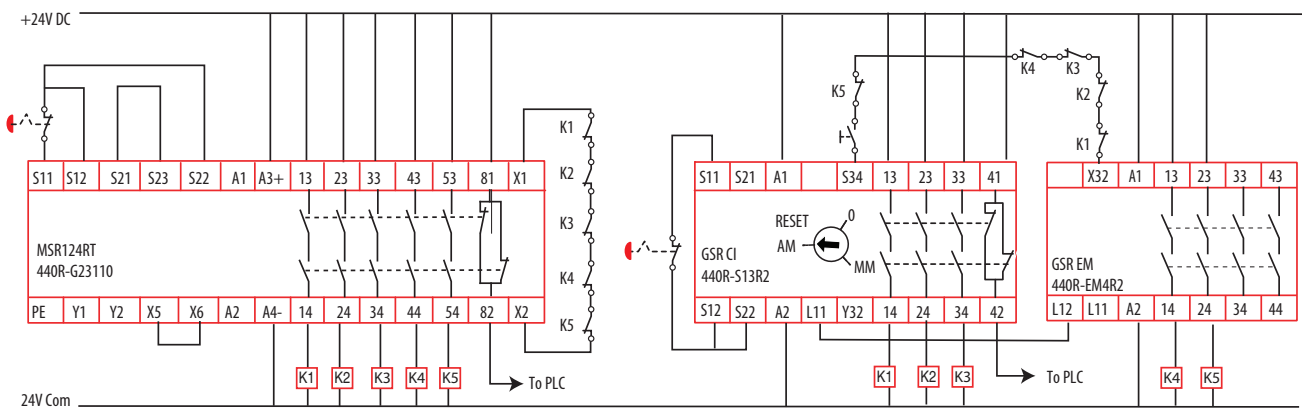 +24V DC
K5
K4
K3
K2
K1
K1
K2
K3
K4
K5
S11 S12 S21 S23 S22 A1 A3+ 13 23 33 43 53 81 X1
MSR124RT
440R-G23110
PE Y1 Y2 X5 X6 A2 A4- 14 24 34 44 54 82 X2
K1 K2 K3 K4 K5
To PLC
S11 S21 A1 S34 13 23 33 41
RESET
0
AM
MM
GSR CI
440R-S13R2
S12 S22 A2 L11 Y32 14 24 34 42
K1 K2 K3
To PLC
X32 A1 13 23 33 43
GSR EM
440R-EM4R2
L12 L11 A2 14 24 34 44
K4 K5
24V Com